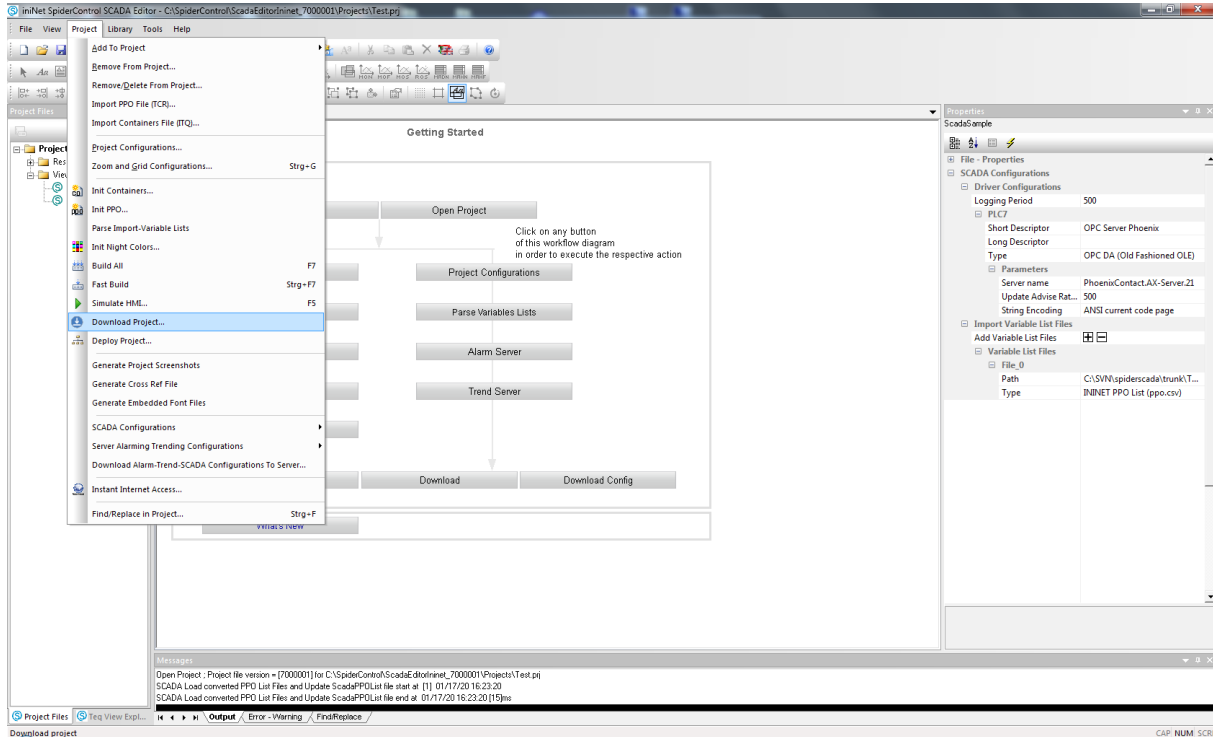 iniNet SpiderControl SCADA Editor - C:\SpiderControl\ScadaEditorIninet_7000001\Projects\Test.prj
File View Project Library Tools Help
Add To Project
Remove From Project...
Remove/Delete From Project...
Import PPO File (TCR)...
Import Containers File (ITQ)...
Project Configurations...
Zoom and Grid Configurations... Strg+G
Init Containers...
Init PPO...
Parse Import-Variable Lists
Init Night Colors...
Build All F7
Fast Build Strg+F7
Simulate HMI... F5
Download Project...
Deploy Project...
Generate Project Screenshots
Generate Cross Ref File
Generate Embedded Font Files
SCADA Configurations
Server Alarming Trending Configurations
Download Alarm-Trend-SCADA Configurations To Server...
Instant Internet Access...
Find/Replace in Project... Strg+F
Project Files
Project
Res
View
Getting Started
Open Project
Click on any button
of this workflow diagram
in order to execute the respective action
Project Configurations
Parse Variables Lists
Alarm Server
Trend Server
Download Download Config
What's New
Properties
ScadaSample
File - Properties
SCADA Configurations
Driver Configurations
Logging Period 500
PLC7
Short Descriptor OPC Server Phoenix
Long Descriptor
Type OPC DA (Old Fashioned OLE)
Parameters
Server name PhoenixContact.AX-Server.21
Update Advise Rat... 500
String Encoding ANSI current code page
Import Variable List Files
Add Variable List Files
Variable List Files
File_0
Path C:\SVN\spiderscada\trunk\T...
Type ININET PPO List (ppo.csv)
Messages
Open Project ; Project file version = [7000001] for C:\SpiderControl\ScadaEditorIninet_7000001\Projects\Test.prj
SCADA Load converted PPO List Files and Update ScadaPPOList file start at [1] 01/17/20 16:23:20
SCADA Load converted PPO List Files and Update ScadaPPOList file end at 01/17/20 16:23:20 [15]ms
Project Files Teq View Expl... Output Error - Warning Find/Replace
Download project CAP NUM SCR